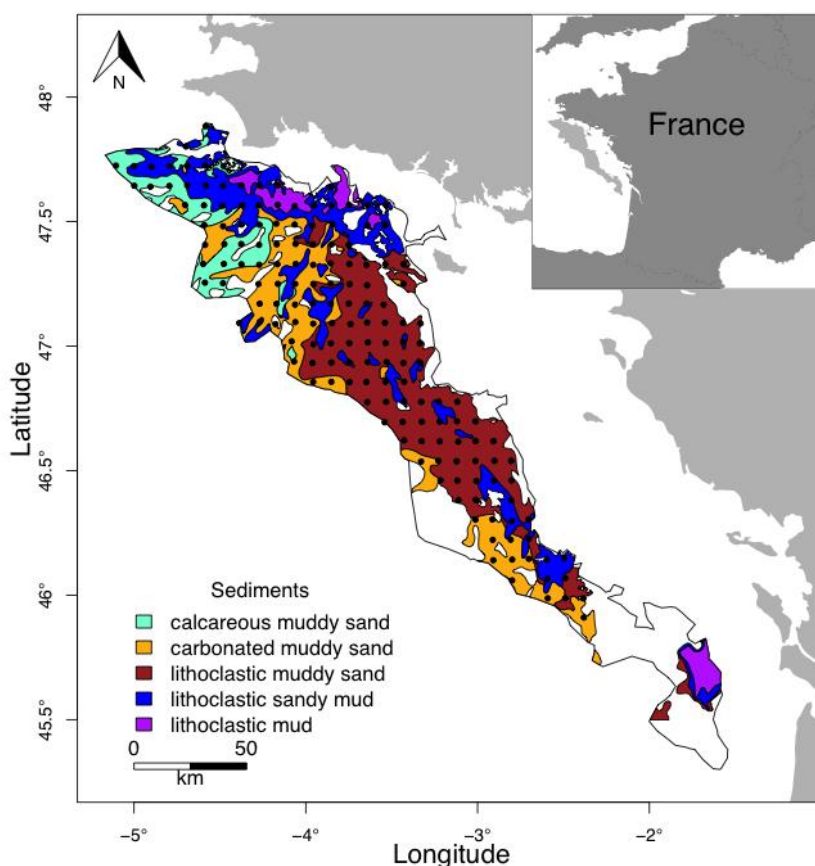 N
France
48°
47.5°
47°
46.5°
46°
45.5°
Latitude
Sediments
calcareous muddy sand
carbonated muddy sand
lithoclastic muddy sand
lithoclastic sandy mud
lithoclastic mud
0 50
km
-5° -4° -3° -2°
Longitude